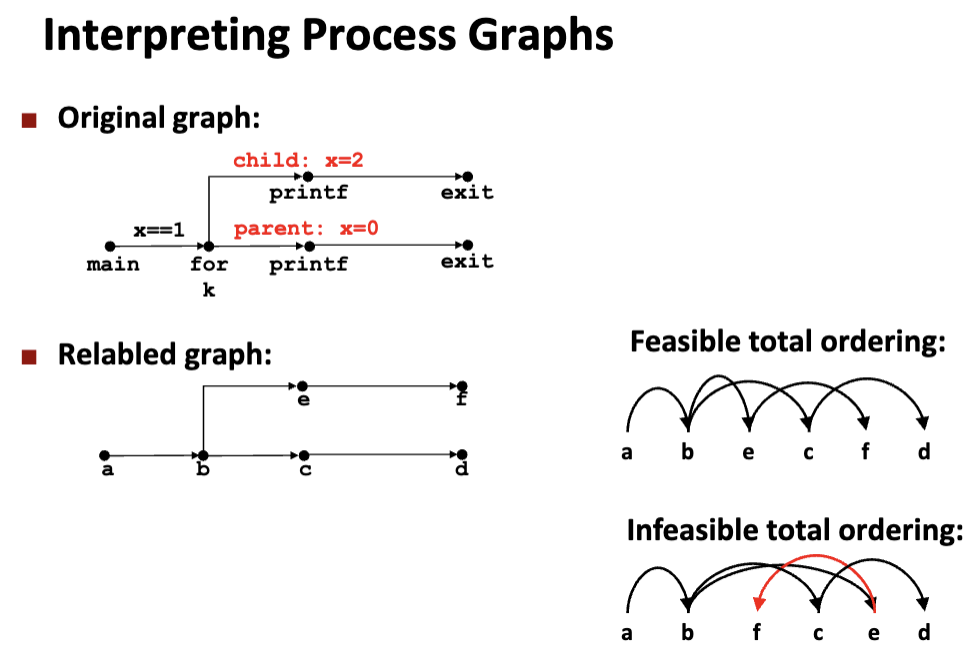 Interpreting Process Graphs
Original graph:
child: x=2
printf exit
x==1 parent: x=0
main for printf exit
k
Relabled graph:
e f
a b c d
Feasible total ordering:
a b e c f d
Infeasible total ordering:
a b f c e d